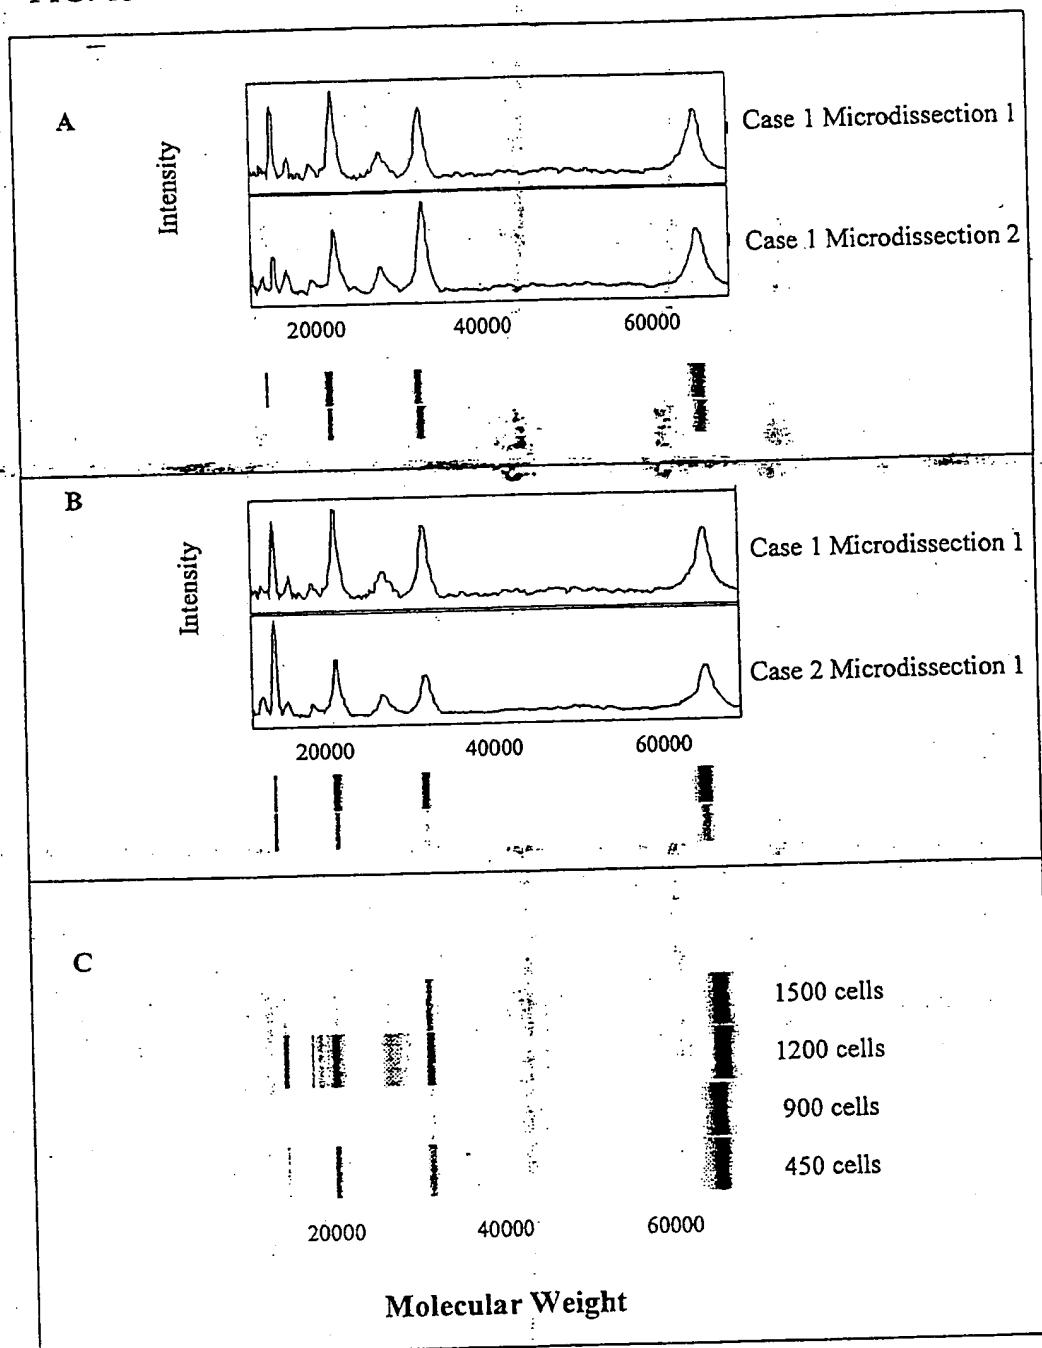 A
Intensity
Case 1 Microdissection 1
Case 1 Microdissection 2
20000 40000 60000
B
Intensity
Case 1 Microdissection 1
Case 2 Microdissection 1
20000 40000 60000
C
1500 cells
1200 cells
900 cells
450 cells
20000 40000 60000
Molecular Weight